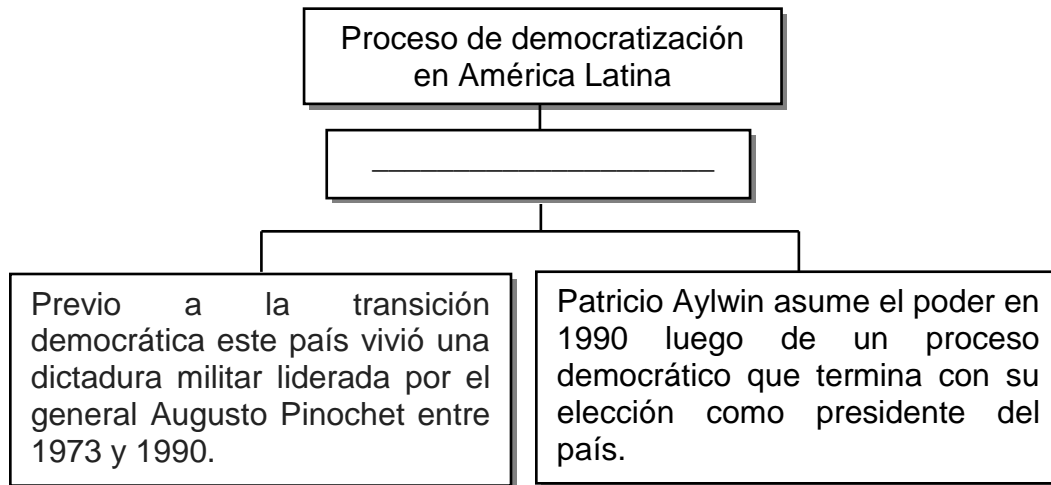 Proceso de democratización
en América Latina
_____________________
Previo a la transición
democrática este país vivió una
dictadura militar liderada por el
general Augusto Pinochet entre
1973 y 1990.
Patricio Aylwin asume el poder en
1990 luego de un proceso
democrático que termina con su
elección como presidente del
país.